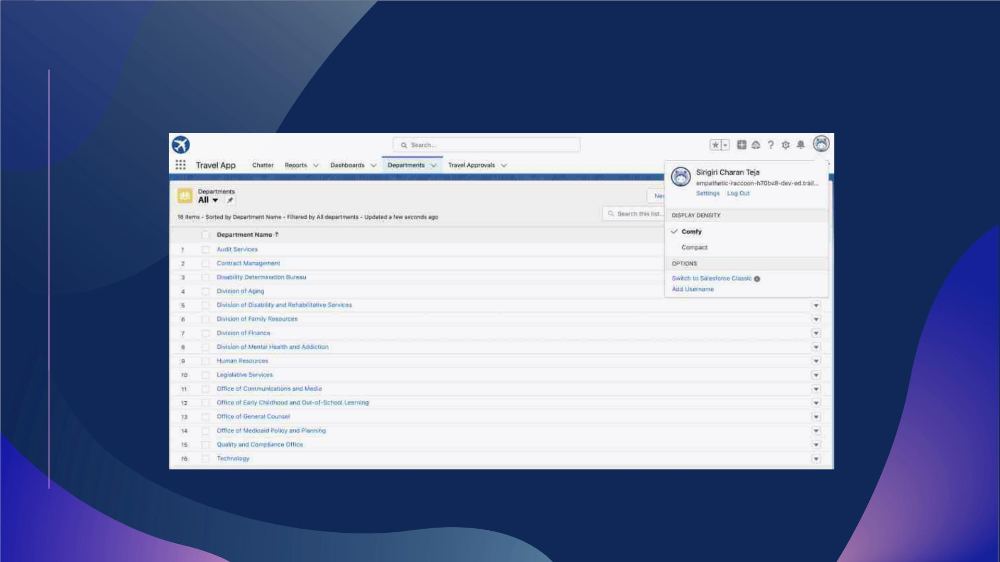 Search...
Travel App Chatter Reports Dashboards Departments Travel Approvals
Sirigiri Charan Teja
empathetic-raccoon-h70bv8-dev-ed.trail...
Settings Log Out
Departments
All
16 items - Sorted by Department Name - Filtered by All departments - Updated a few seconds ago
Search this list...
DISPLAY DENSITY
Comfy
Compact
OPTIONS
Switch to Salesforce Classic
Add Username
Department Name ↑
1 Audit Services
2 Contract Management
3 Disability Determination Bureau
4 Division of Aging
5 Division of Disability and Rehabilitative Services
6 Division of Family Resources
7 Division of Finance
8 Division of Mental Health and Addiction
9 Human Resources
10 Legislative Services
11 Office of Communications and Media
12 Office of Early Childhood and Out-of-School Learning
13 Office of General Counsel
14 Office of Medicaid Policy and Planning
15 Quality and Compliance Office
16 Technology